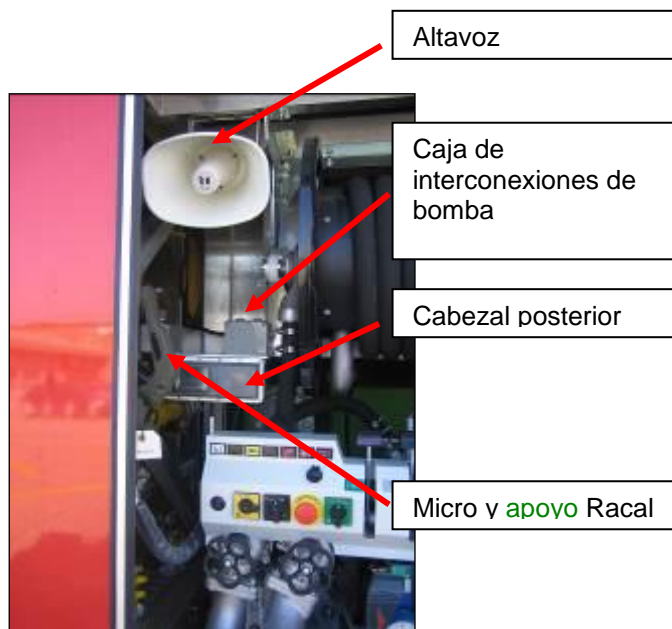 Altavoz
Caja de
interconexiones de
bomba
Cabezal posterior
Micro y apoyo Racal